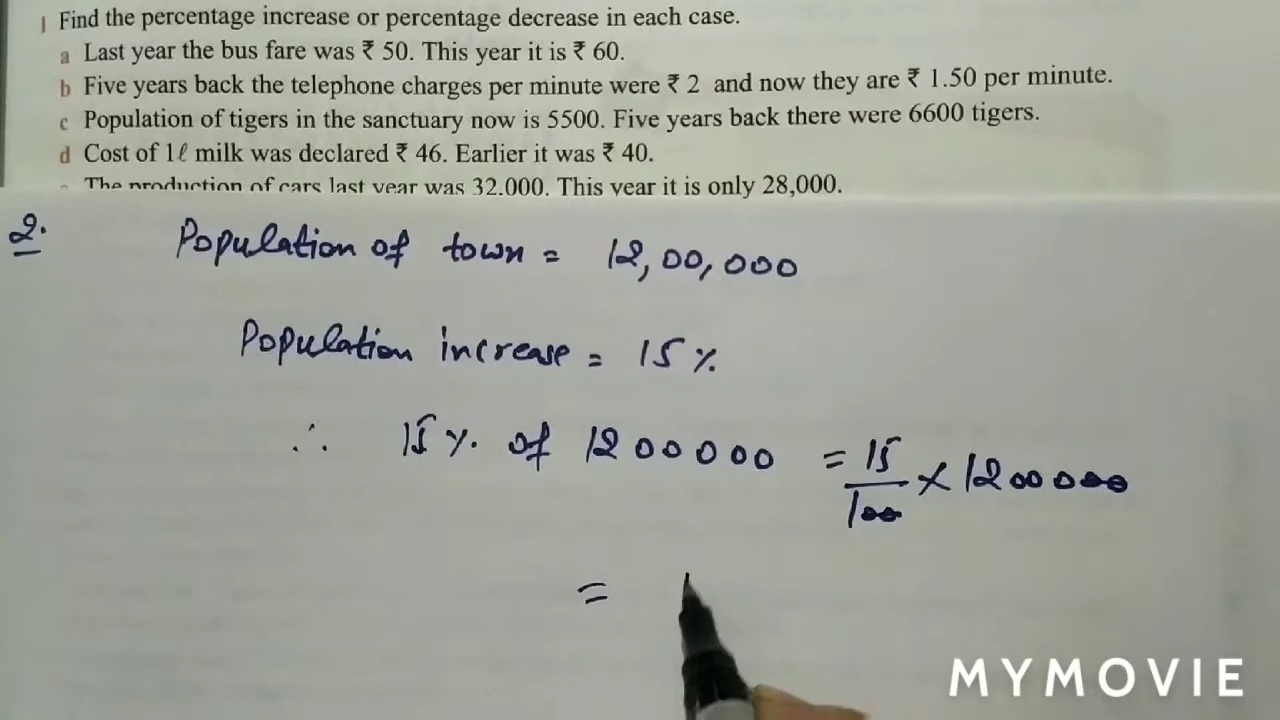 1 Find the percentage increase or percentage decrease in each case.
a Last year the bus fare was ₹ 50. This year it is ₹ 60.
b Five years back the telephone charges per minute were ₹ 2 and now they are ₹ 1.50 per minute.
c Population of tigers in the sanctuary now is 5500. Five years back there were 6600 tigers.
d Cost of 1ℓ milk was declared ₹ 46. Earlier it was ₹ 40.
The production of cars last year was 32,000. This year it is only 28,000.
2. Population of town = 12,00,000
Population increase = 15%
∴ 15% of 1200000 = 15/100 × 1200000
=
MYMOVIE